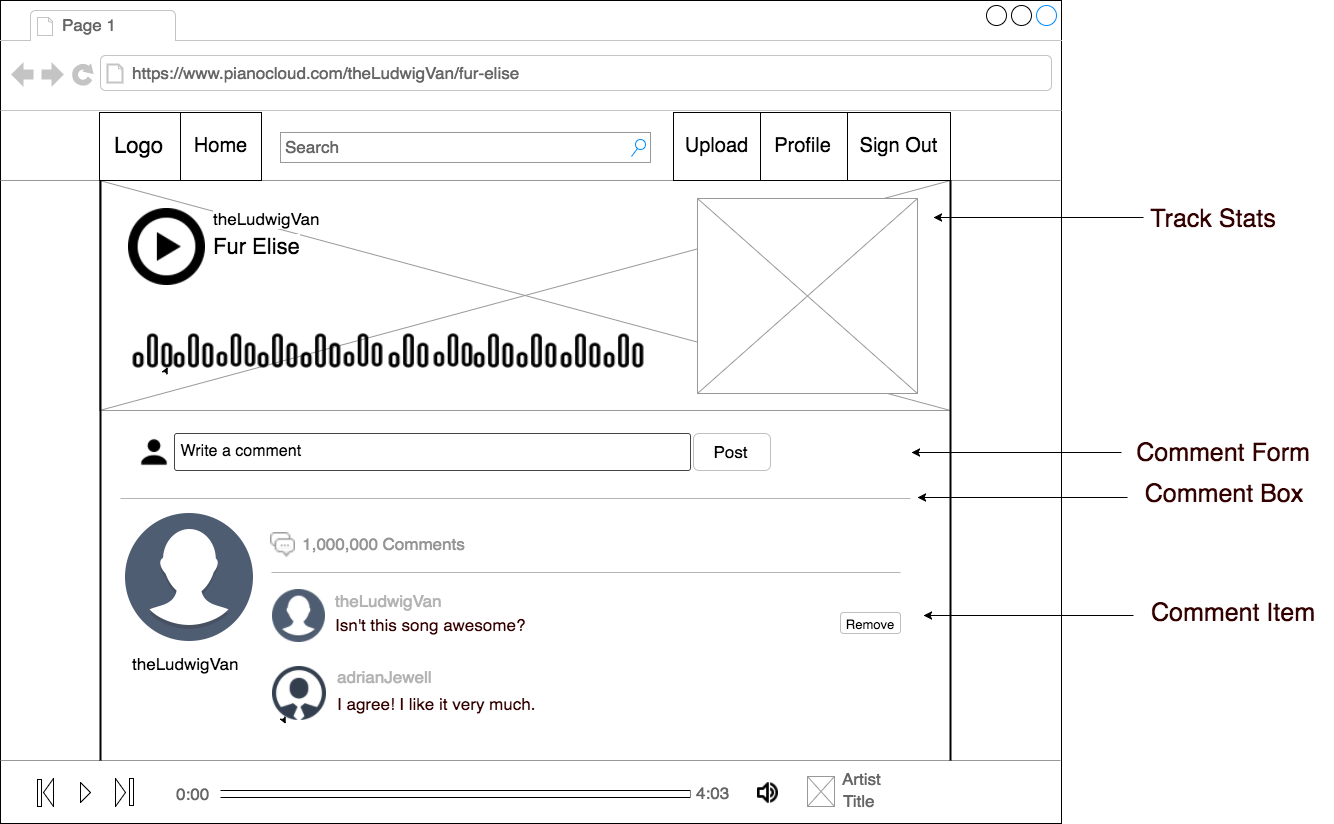 Page 1
https://www.pianocloud.com/theLudwigVan/fur-elise
Logo
Home
Search
Upload
Profile
Sign Out
theLudwigVan
Fur Elise
Track Stats
Write a comment
Post
Comment Form
Comment Box
1,000,000 Comments
theLudwigVan
Isn't this song awesome?
Remove
Comment Item
theLudwigVan
adrianJewell
I agree! I like it very much.
0:00
4:03
Artist
Title